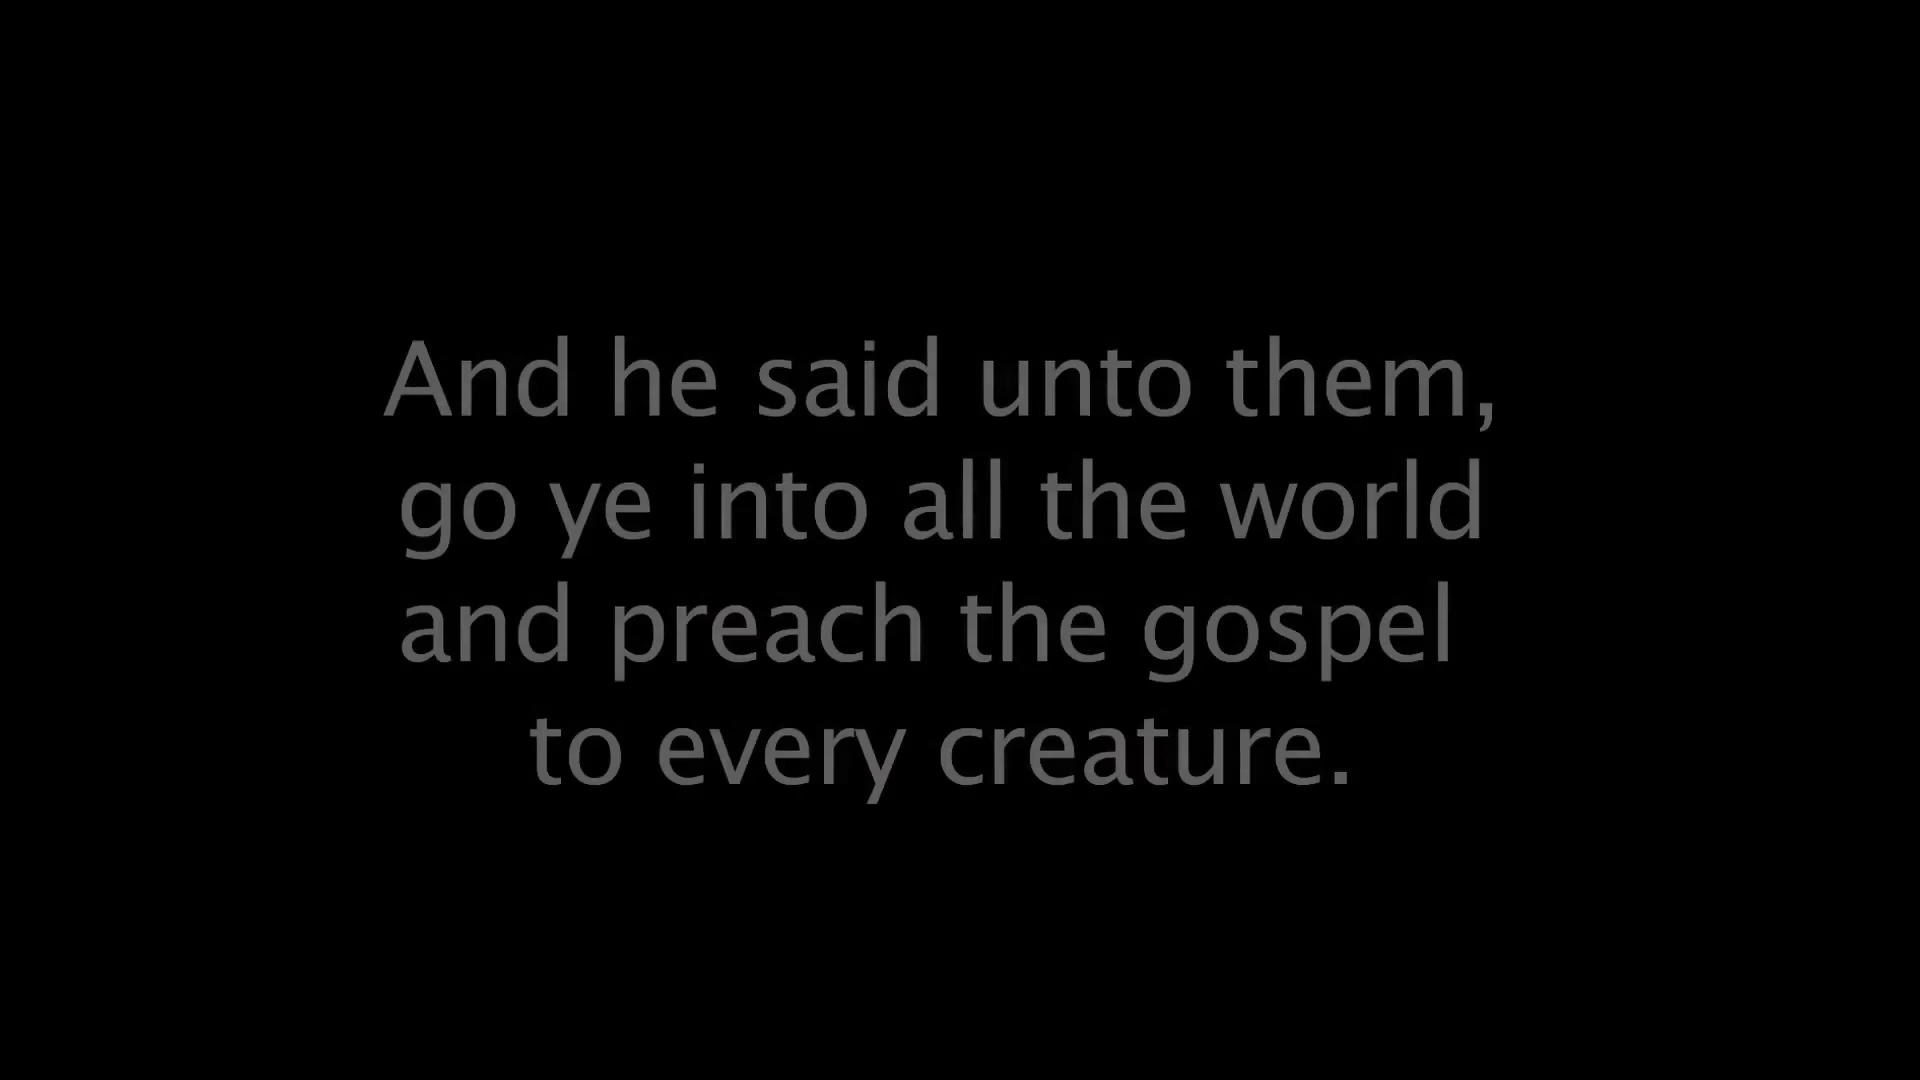 And he said unto them,
go ye into all the world
and preach the gospel
to every creature.